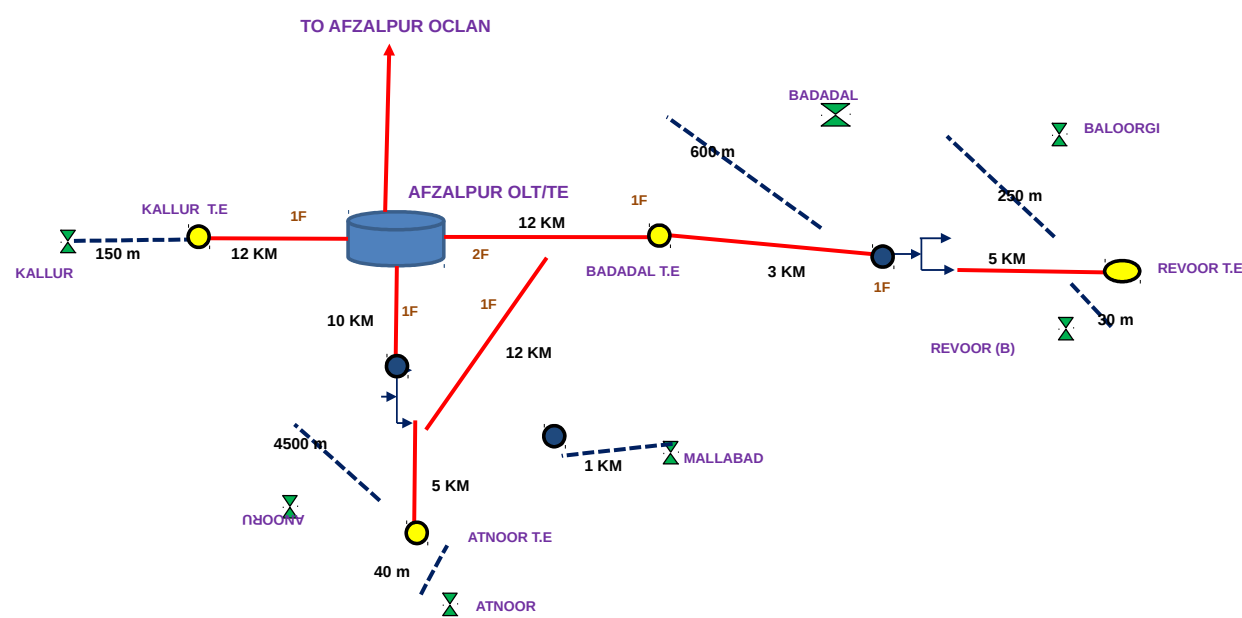 TO AFZALPUR OCLAN
BADADAL
BALOORGI
600 m
AFZALPUR OLT/TE
250 m
KALLUR T.E
1F
1F
12 KM
150 m
12 KM
2F
KALLUR
BADADAL T.E
3 KM
1F
5 KM
REVOOR T.E
10 KM
1F
1F
30 m
REVOOR (B)
12 KM
4500 m
MALLABAD
1 KM
5 KM
ANOORU
ATNOOR T.E
40 m
ATNOOR